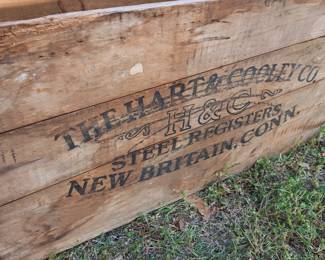 THE HART & COOLEY CO.
H&C
STEEL REGISTERS
NEW BRITAIN, CONN.